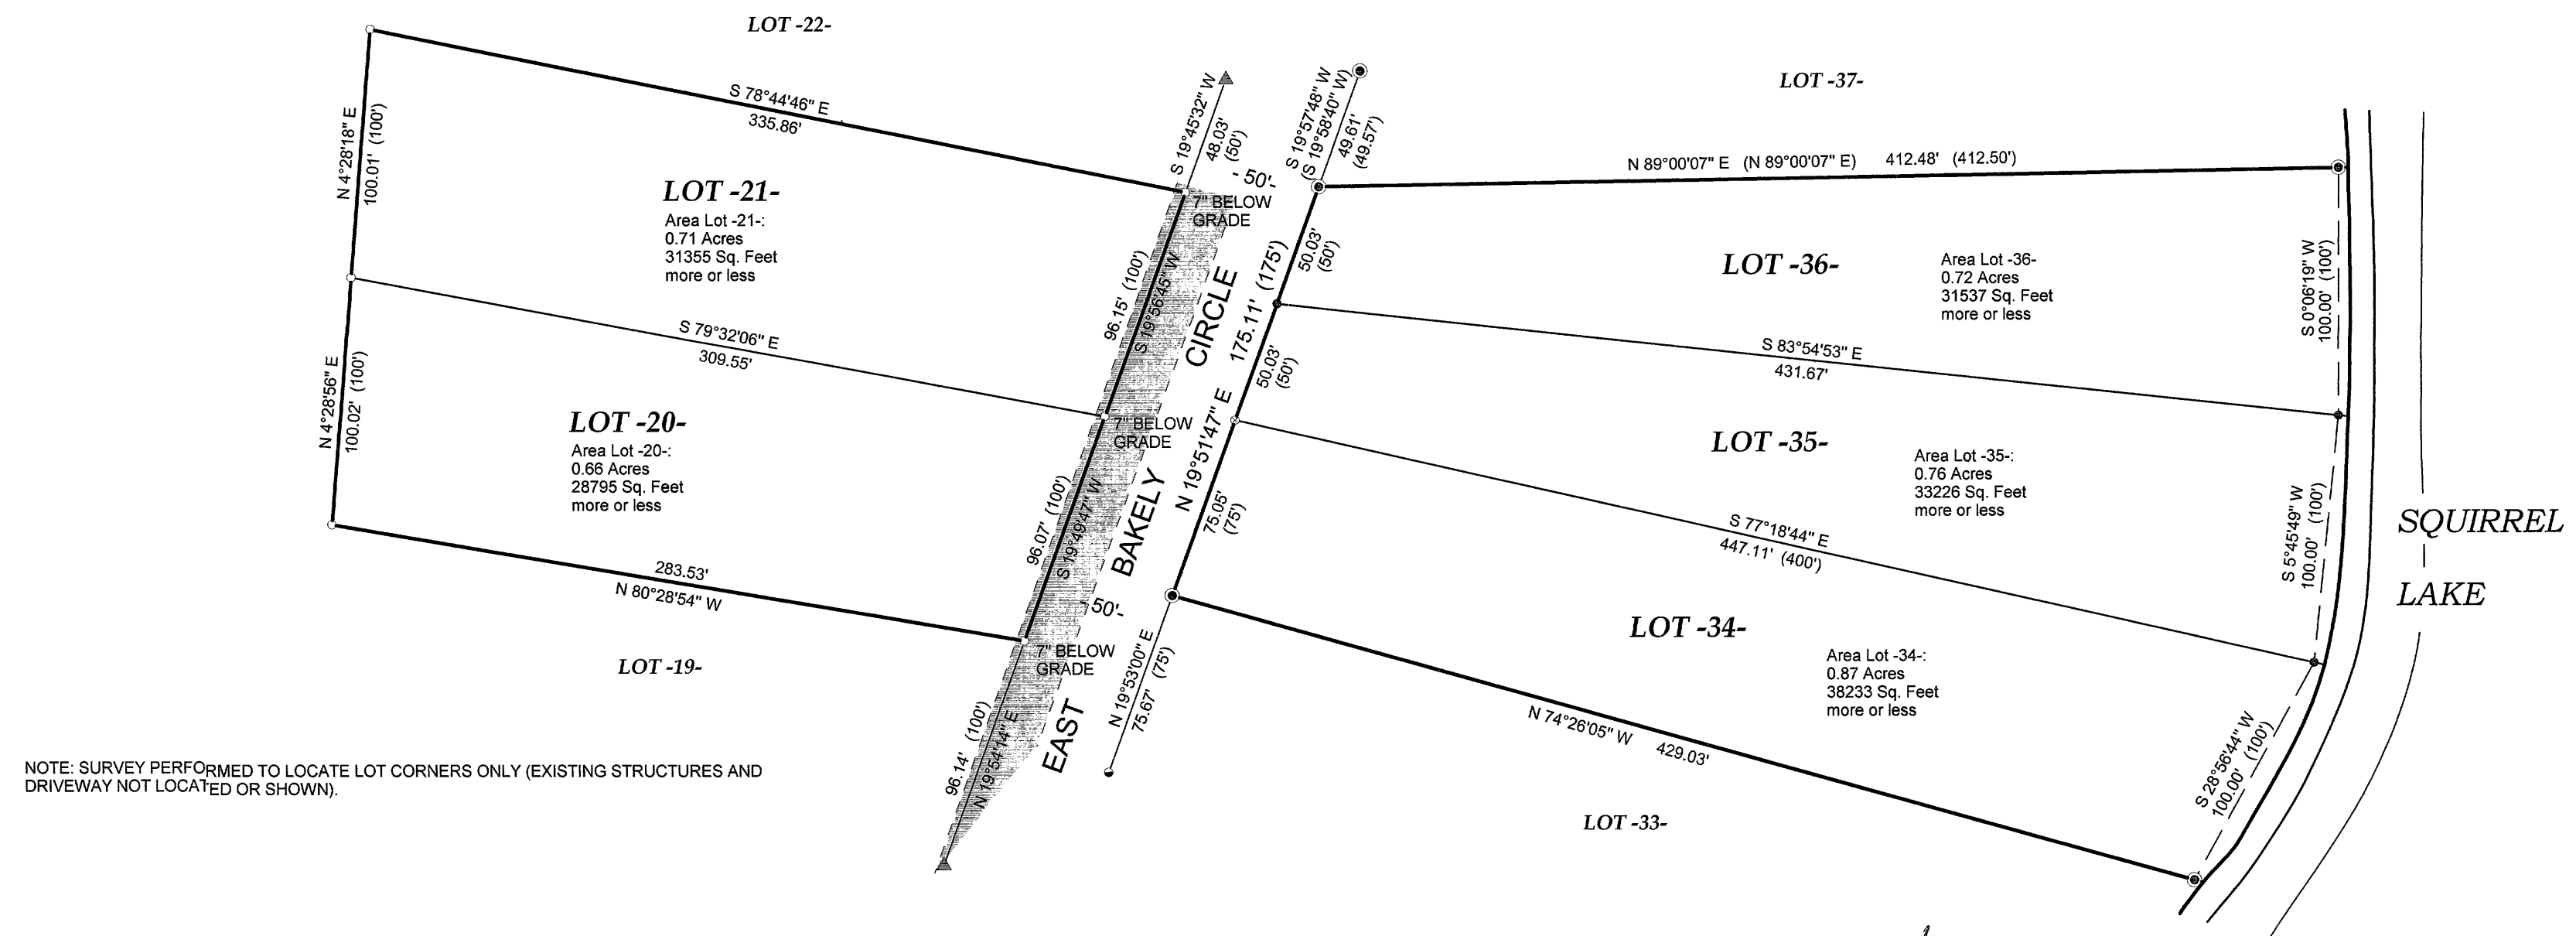 LOT -22-
S 78°44'46" E
335.86'
N 4°28'18" E
100.01' (100')
LOT -21-
Area Lot -21-:
0.71 Acres
31355 Sq. Feet
more or less
S 79°32'06" E
309.55'
N 4°28'56" E
100.02' (100')
LOT -20-
Area Lot -20-:
0.66 Acres
28795 Sq. Feet
more or less
283.53'
N 80°28'54" W
LOT -19-
NOTE: SURVEY PERFORMED TO LOCATE LOT CORNERS ONLY (EXISTING STRUCTURES AND
DRIVEWAY NOT LOCATED OR SHOWN).
S 19°45'32" W
48.03'
(50')
- 50'-
7" BELOW
GRADE
96.15' (100')
S 19°56'45" W
7" BELOW
GRADE
96.07' (100')
S 19°49'47" W
- 50'-
7" BELOW
GRADE
96.14' (100')
N 19°54'14" E
EAST BAKELY CIRCLE
S 19°57'48" W
(S 19°58'40" W)
49.61'
(49.57')
N 19°51'47" E 175.11' (175')
50.03'
(50')
50.03'
(50')
75.05'
(75')
N 19°53'00" E
75.67' (75')
LOT -37-
N 89°00'07" E (N 89°00'07" E) 412.48' (412.50')
LOT -36-
Area Lot -36-
0.72 Acres
31537 Sq. Feet
more or less
S 0°06'19" W
100.00' (100')
S 83°54'53" E
431.67'
LOT -35-
Area Lot -35-:
0.76 Acres
33226 Sq. Feet
more or less
S 5°45'49" W
100.00' (100')
S 77°18'44" E
447.11' (400')
LOT -34-
Area Lot -34-:
0.87 Acres
38233 Sq. Feet
more or less
S 28°56'44" W
100.00' (100')
N 74°26'05" W 429.03'
LOT -33-
SQUIRREL
LAKE